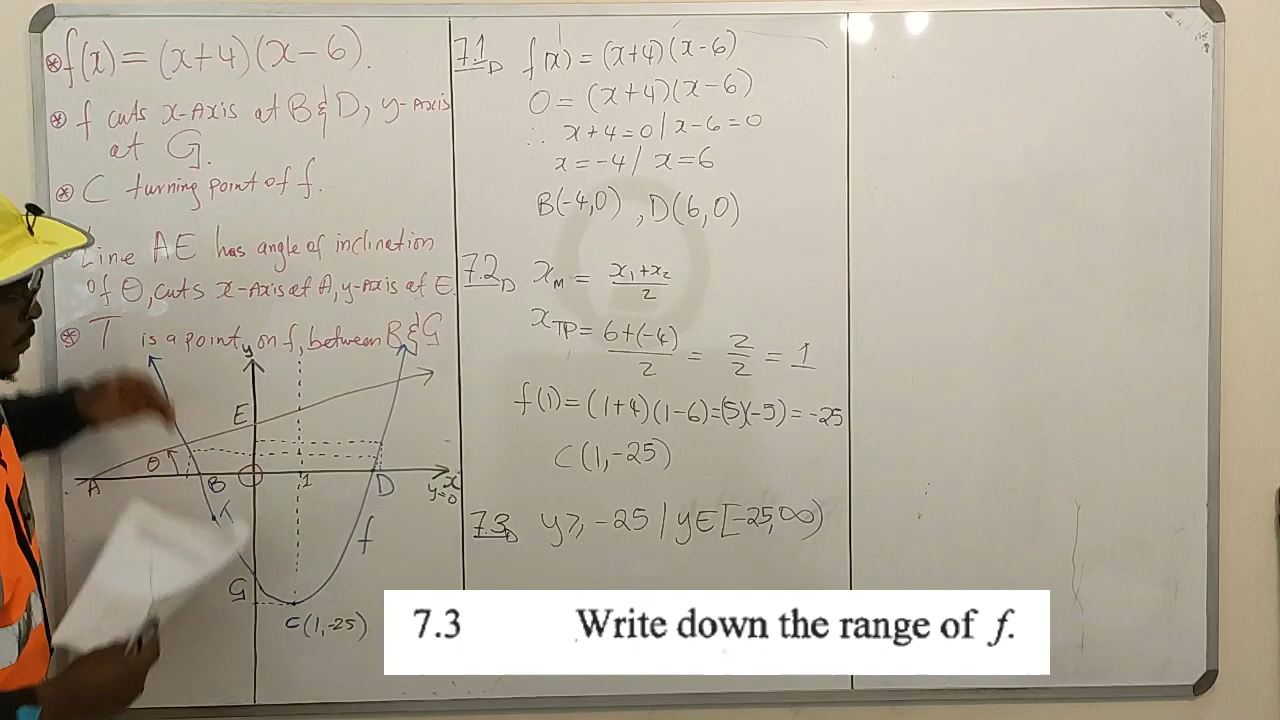 ⊛ f(x) = (x+4)(x-6).
⊛ f cuts x-Axis at B & D, y-Axis
at G.
⊛ C turning point of f.
Line AE has angle of inclination
of θ, cuts x-Axis at A, y-Axis at E.
⊛ T is a point on f, between B & G
y
E
θ
A
B
1
D
x
y=0
T
f
G
C(1,-25)
7.1 f(x) = (x+4)(x-6)
0 = (x+4)(x-6)
∴ x+4=0 / x-6=0
x=-4 / x=6
B(-4,0) , D(6,0)
7.2 x_M = (x₁+x₂)/2
x_TP = (6+(-4))/2 = 2/2 = 1
f(1) = (1+4)(1-6)=(5)(-5) = -25
C(1,-25)
7.3 y ≥ -25 / y ∈ [-25,∞)
7.3 Write down the range of f.